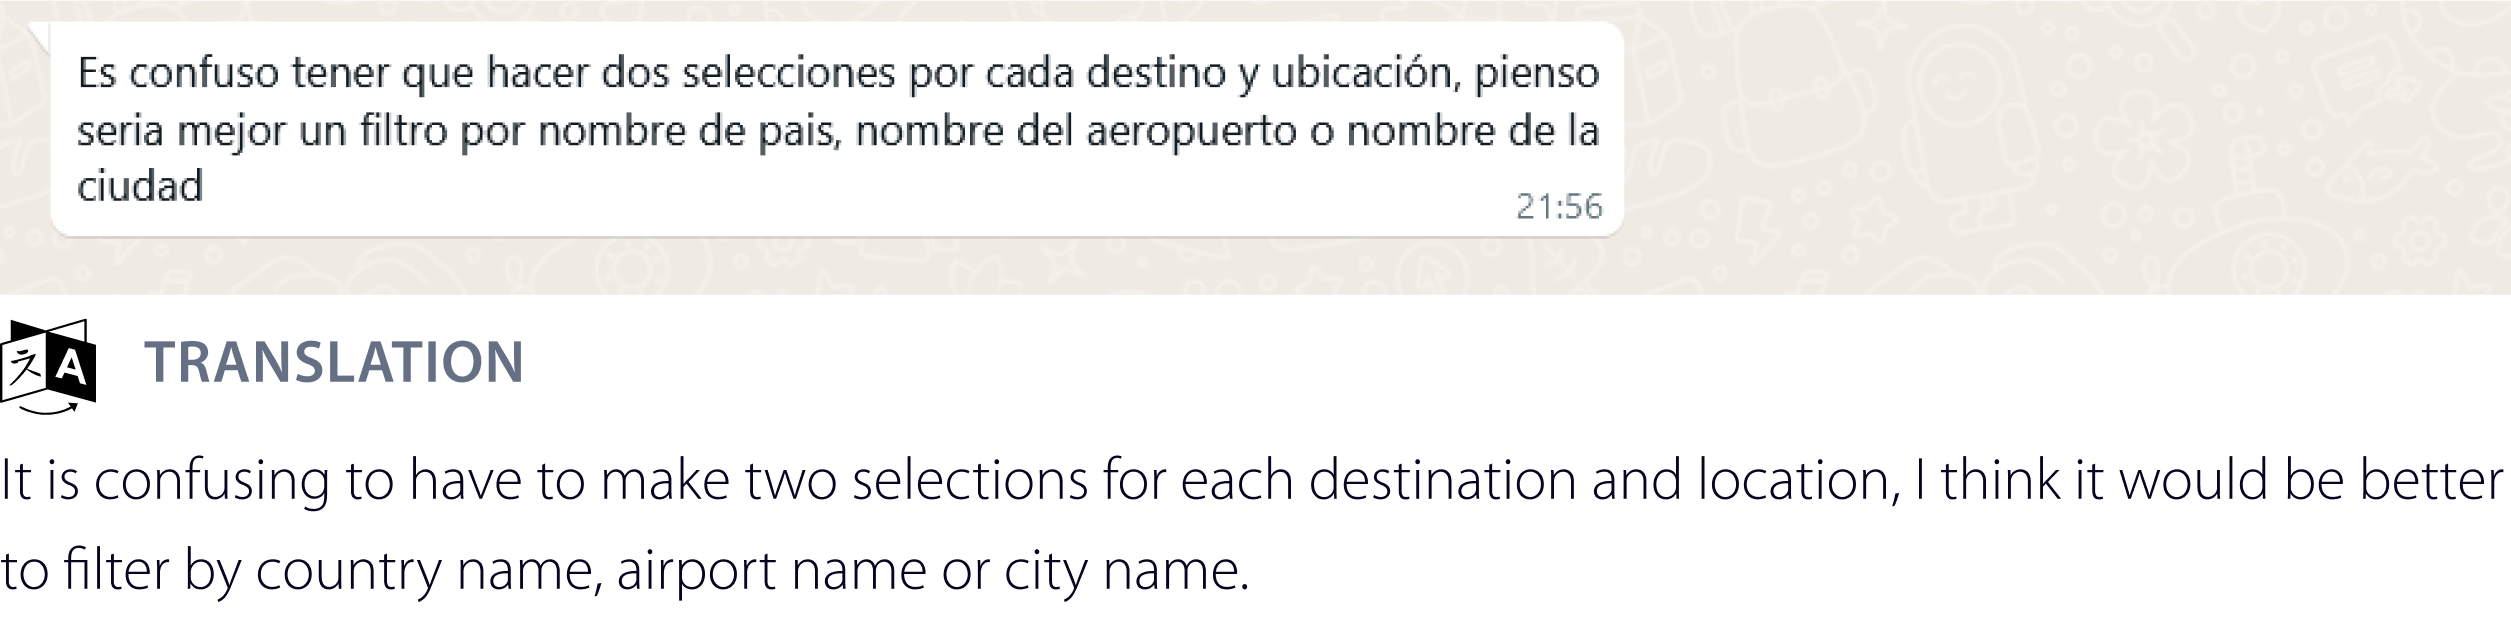 Es confuso tener que hacer dos selecciones por cada destino y ubicación, pienso
seria mejor un filtro por nombre de pais, nombre del aeropuerto o nombre de la
ciudad
21:56
文 A
TRANSLATION
It is confusing to have to make two selections for each destination and location, I think it would be better
to filter by country name, airport name or city name.